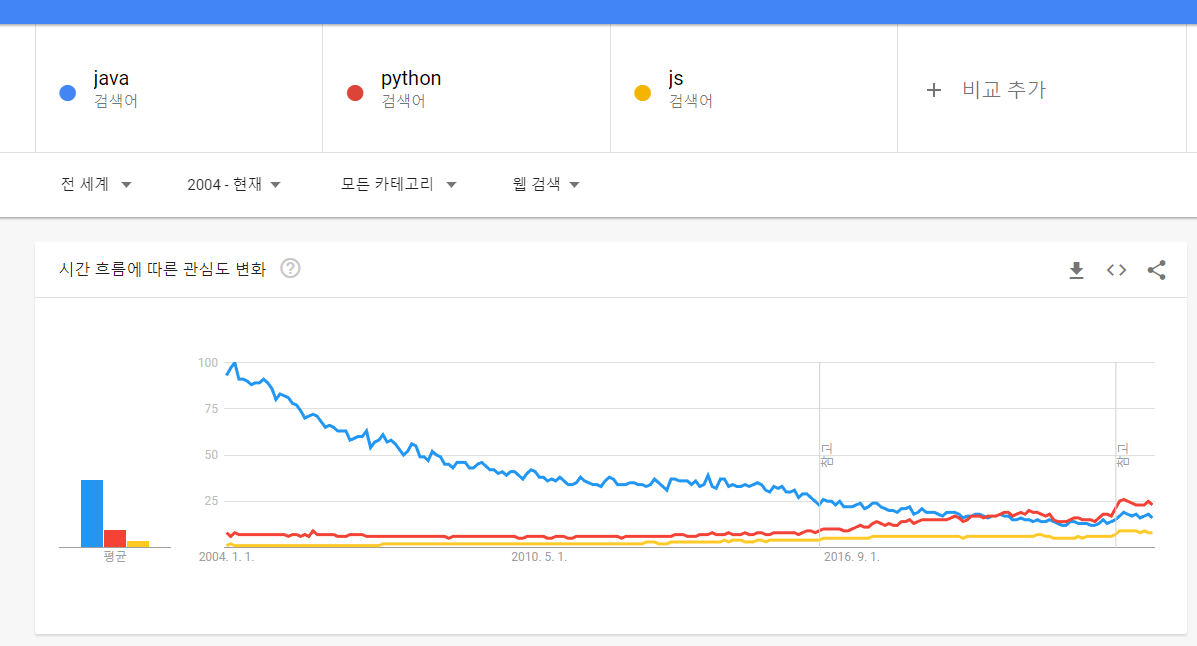 java
검색어
python
검색어
js
검색어
+ 비교 추가
전 세계
2004 - 현재
모든 카테고리
웹 검색
시간 흐름에 따른 관심도 변화
?
100
75
50
25
참고
참고
평균
2004. 1. 1.
2010. 5. 1.
2016. 9. 1.